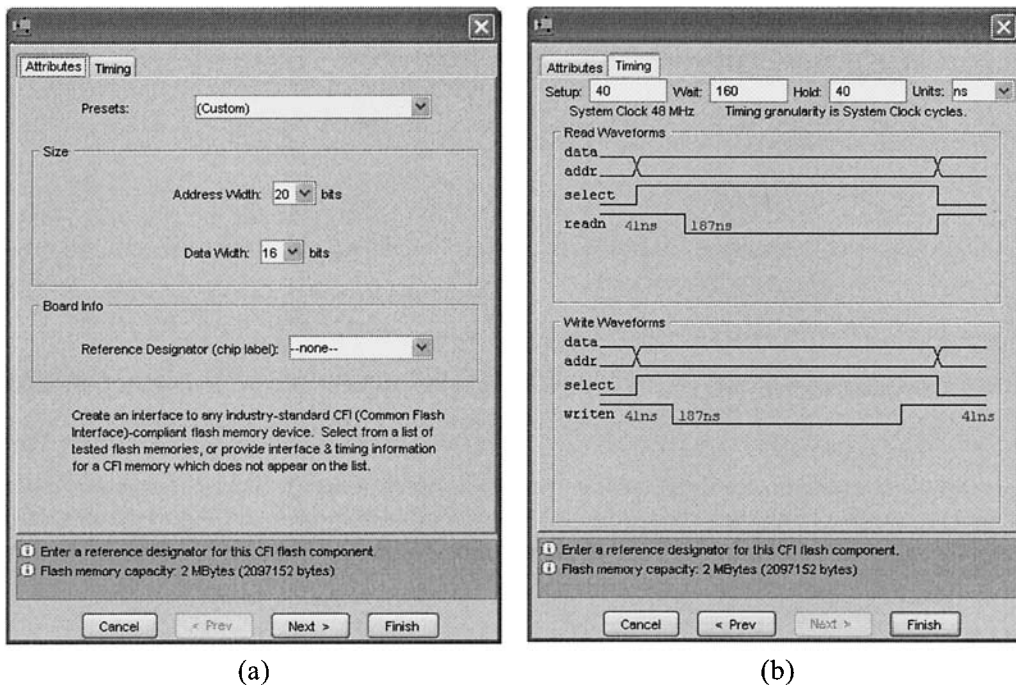 Attributes Timing
Presets: (Custom)
Size
Address Width: 20 bits
Data Width: 16 bits
Board Info
Reference Designator (chip label): --none--
Create an interface to any industry-standard CFI (Common Flash
Interface)-compliant flash memory device. Select from a list of
tested flash memories, or provide interface & timing information
for a CFI memory which does not appear on the list.
Enter a reference designator for this CFI flash component.
Flash memory capacity: 2 MBytes (2097152 bytes)
Cancel < Prev Next > Finish
(a)
Attributes Timing
Setup: 40 Wait: 160 Hold: 40 Units: ns
System Clock 48 MHz Timing granularity is System Clock cycles.
Read Waveforms
data
addr
select
readn 41ns 187ns
Write Waveforms
data
addr
select
writen 41ns 187ns 41ns
Enter a reference designator for this CFI flash component.
Flash memory capacity: 2 MBytes (2097152 bytes)
Cancel < Prev Next > Finish
(b)